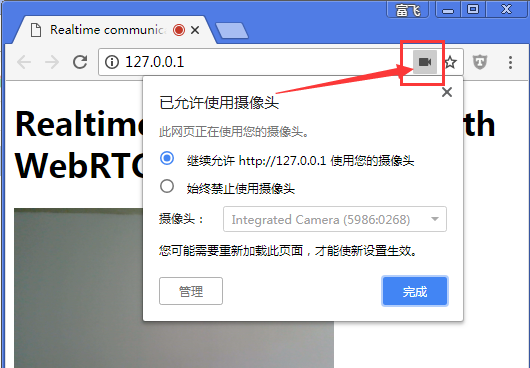 富飞
Realtime communic
127.0.0.1
已允许使用摄像头
此网页正在使用您的摄像头。
继续允许 http://127.0.0.1 使用您的摄像头
始终禁止使用摄像头
摄像头：
Integrated Camera (5986:0268)
您可能需要重新加载此页面，才能使新设置生效。
管理
完成
Realtime th
WebRTC